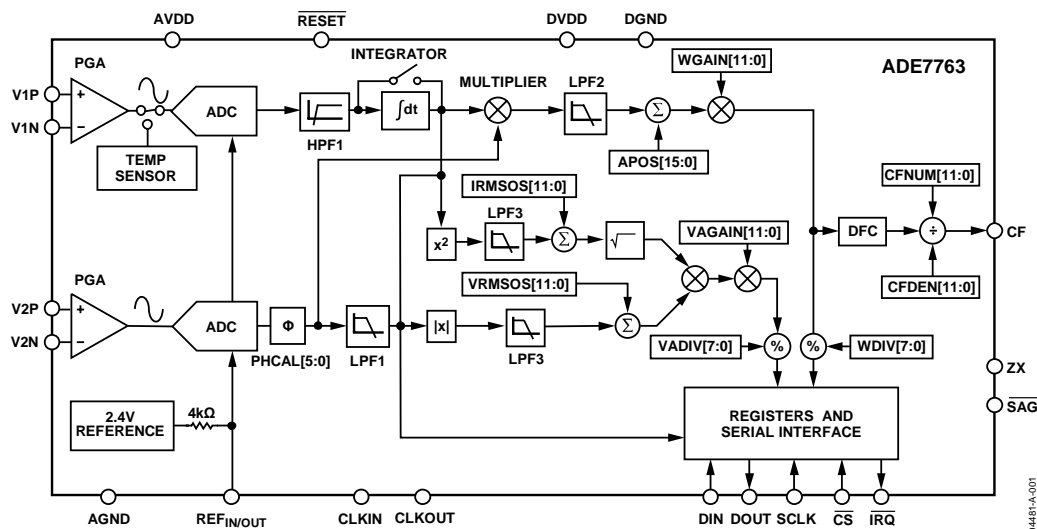 AVDD
RESET
DVDD
DGND
ADE7763
PGA
INTEGRATOR
MULTIPLIER
LPF2
WGAIN[11:0]
V1P
V1N
+
−
ADC
HPF1
∫dt
Σ
TEMP
SENSOR
APOS[15:0]
CFNUM[11:0]
IRMSOS[11:0]
LPF3
x²
Σ
√
VAGAIN[11:0]
DFC
÷
CF
PGA
VRMSOS[11:0]
CFDEN[11:0]
V2P
V2N
+
−
ADC
Φ
PHCAL[5:0]
LPF1
|x|
LPF3
Σ
VADIV[7:0]
%
%
WDIV[7:0]
ZX
SAG
2.4V
REFERENCE
4kΩ
REGISTERS AND
SERIAL INTERFACE
AGND
REFIN/OUT
CLKIN
CLKOUT
DIN
DOUT
SCLK
CS
IRQ
04481-A-001